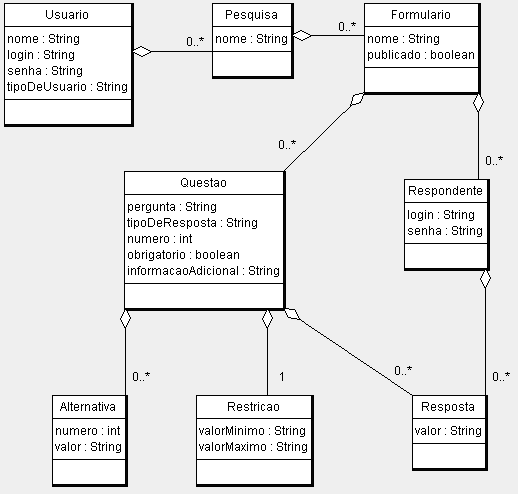 Usuario
nome : String
login : String
senha : String
tipoDeUsuario : String
0..*
Pesquisa
nome : String
0..*
Formulario
nome : String
publicado : boolean
0..*
0..*
Questao
pergunta : String
tipoDeResposta : String
numero : int
obrigatorio : boolean
informacaoAdicional : String
Respondente
login : String
senha : String
0..*
1
0..*
0..*
Alternativa
numero : int
valor : String
Restricao
valorMinimo : String
valorMaximo : String
Resposta
valor : String